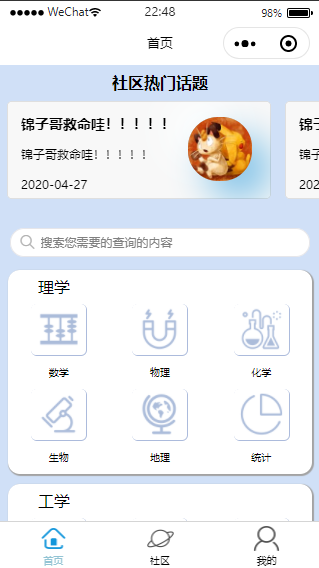 WeChat 22:48 98%
首页
社区热门话题
锦子哥救命哇！！！！！
锦子哥救命哇！！！！
2020-04-27
锦
锦子
2020
搜索您需要的查询的内容
理学
数学 物理 化学
生物 地理 统计
工学
首页 社区 我的